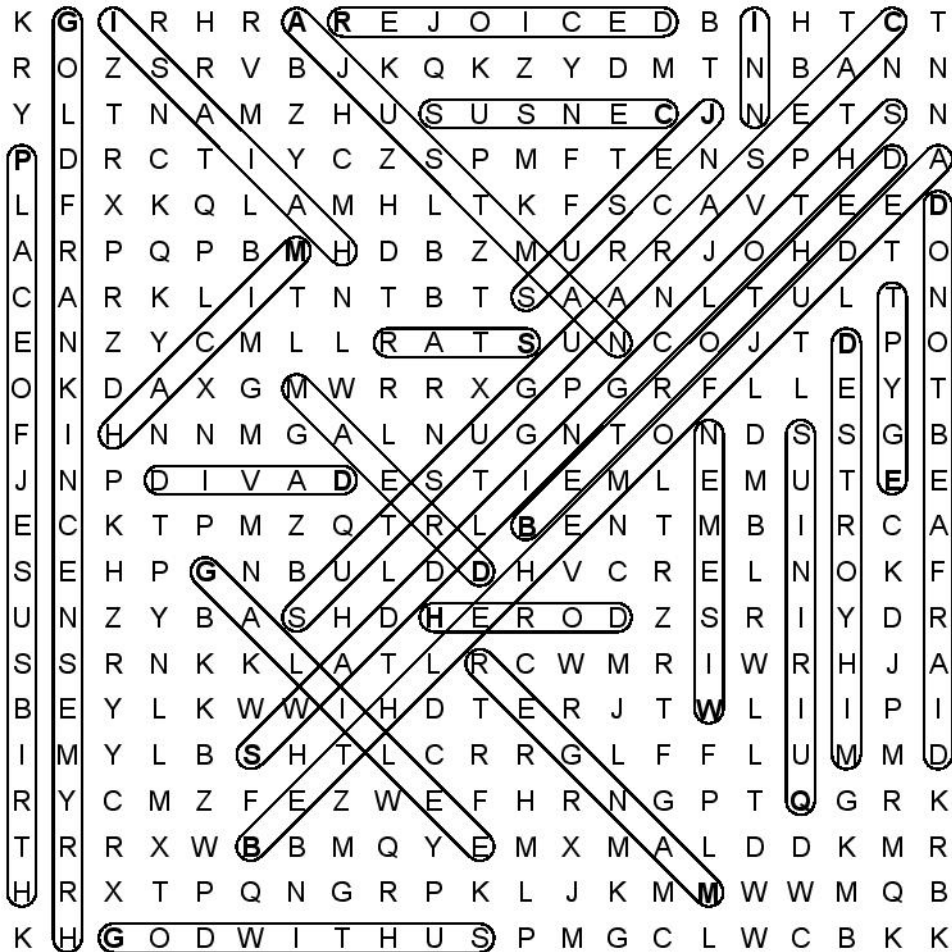 K G I R H R A R E J O I C E D B I H T C T
R O Z S R V B J K Q K Z Y D M T N B A N N
Y L T N A M Z H U S U S N E C J N E T S N
P D R C T I Y C Z S P M F T E N S P H D A
L F X K Q L A M H L T K F S C A V T E E D
A R P Q P B M H D B Z M U R R J O H D T O
C A R K L I T N T B T S A A N L T U L T N
E N Z Y C M L L R A T S U N C O J T D P O
O K D A X G M W R R X G P G R F L L E Y T
F I H N N M G A L N U G N T O N D S S G B
J N P D I V A D E S T I E M L E M U T E E
E C K T P M Z Q T R L B E N T M B I R C A
S E H P G N B U L D D H V C R E L N O K F
U N Z Y B A S H D H E R O D Z S R I Y D R
S S R N K K L A T L R C W M R I W R H J A
B E Y L K W W I H D T E R J T W L I I P I
I M Y L B S H T L C R R G L F F L U M M D
R Y C M Z F E Z W E F H R N G P T Q G R K
T R R X W B B M Q Y E M X M A L D D K M R
H R X T P Q N G R P K L J K M M W W M Q B
K H G O D W I T H U S P M G C L W C B K K